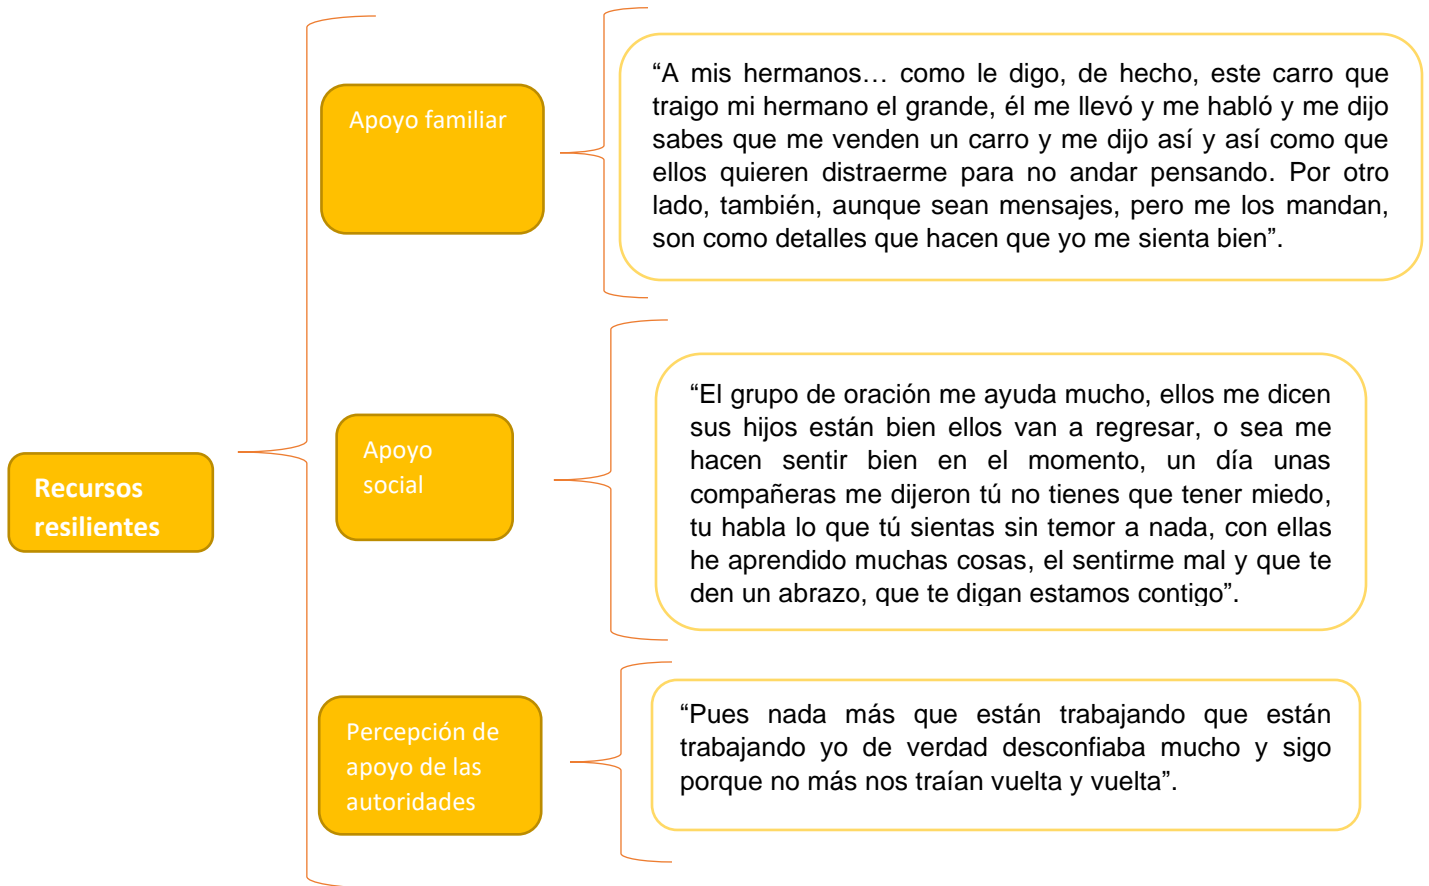 Recursos
resilientes
Apoyo familiar
“A mis hermanos… como le digo, de hecho, este carro que
traigo mi hermano el grande, él me llevó y me habló y me dijo
sabes que me venden un carro y me dijo así y así como que
ellos quieren distraerme para no andar pensando. Por otro
lado, también, aunque sean mensajes, pero me los mandan,
son como detalles que hacen que yo me sienta bien”.
Apoyo
social
“El grupo de oración me ayuda mucho, ellos me dicen
sus hijos están bien ellos van a regresar, o sea me
hacen sentir bien en el momento, un día unas
compañeras me dijeron tú no tienes que tener miedo,
tu habla lo que tú sientas sin temor a nada, con ellas
he aprendido muchas cosas, el sentirme mal y que te
den un abrazo, que te digan estamos contigo”.
Percepción de
apoyo de las
autoridades
“Pues nada más que están trabajando que están
trabajando yo de verdad desconfiaba mucho y sigo
porque no más nos traían vuelta y vuelta”.